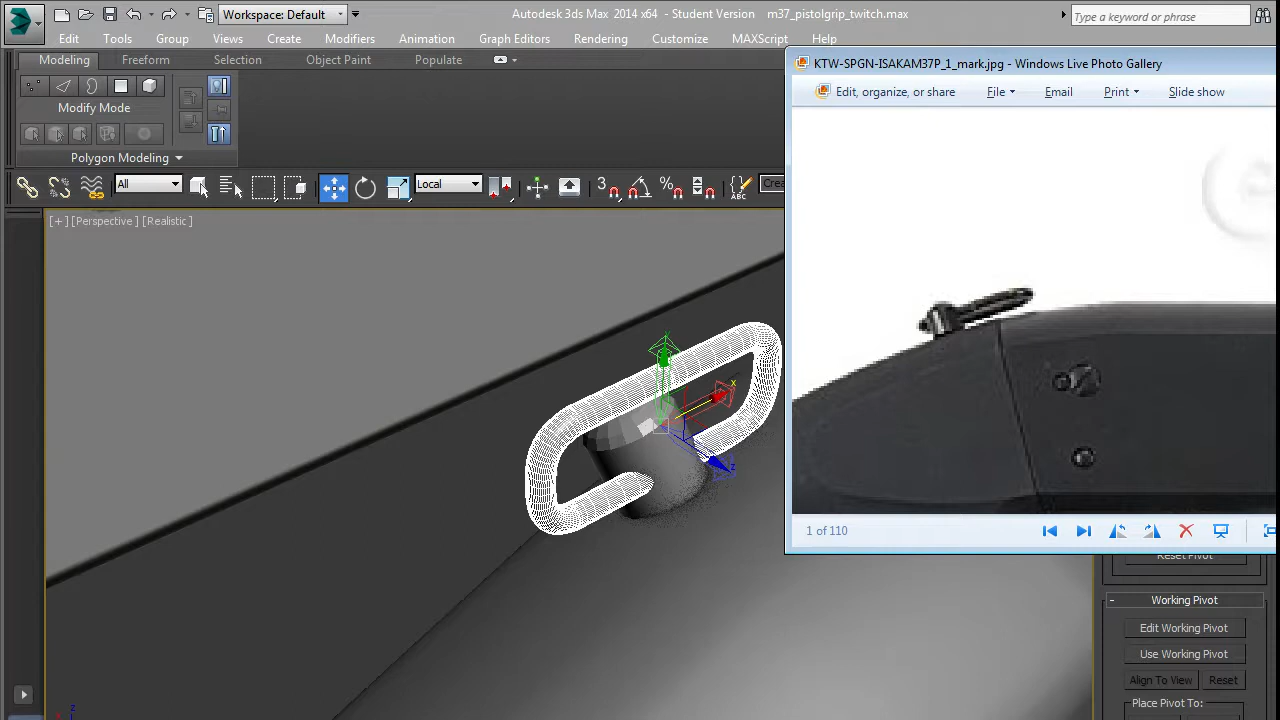 Workspace: Default
Autodesk 3ds Max 2014 x64 - Student Version m37_pistolgrip_twitch.max
Type a keyword or phrase
Edit Tools Group Views Create Modifiers Animation Graph Editors Rendering Customize MAXScript Help
Modeling Freeform Selection Object Paint Populate
Modify Mode
Polygon Modeling
KTW-SPGN-ISAKAM37P_1_mark.jpg - Windows Live Photo Gallery
Edit, organize, or share File Email Print Slide show
All Local 3 % ABC Crea
[+] [Perspective] [Realistic]
y
x
z
1 of 110
Reset Pivot
- Working Pivot
Edit Working Pivot
Use Working Pivot
Align To View Reset
Place Pivot To:
z